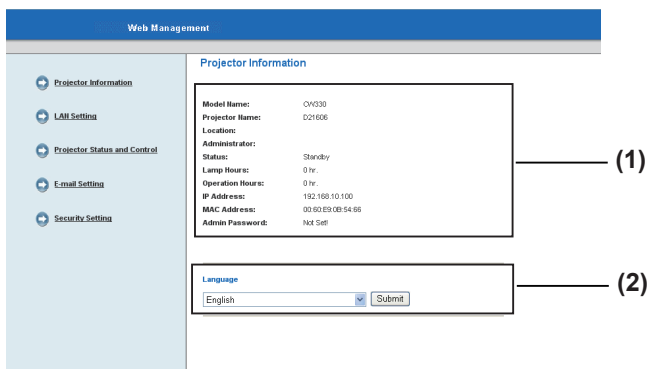 Web Management
Projector Information
LAN Setting
Projector Status and Control
E-mail Setting
Security Setting
Projector Information
Model Name: CW330
Projector Name: D21606
Location:
Administrator:
Status: Standby
Lamp Hours: 0 hr.
Operation Hours: 0 hr.
IP Address: 192.168.10.100
MAC Address: 00:60:E9:0B:54:66
Admin Password: Not Set!
(1)
Language
English Submit
(2)